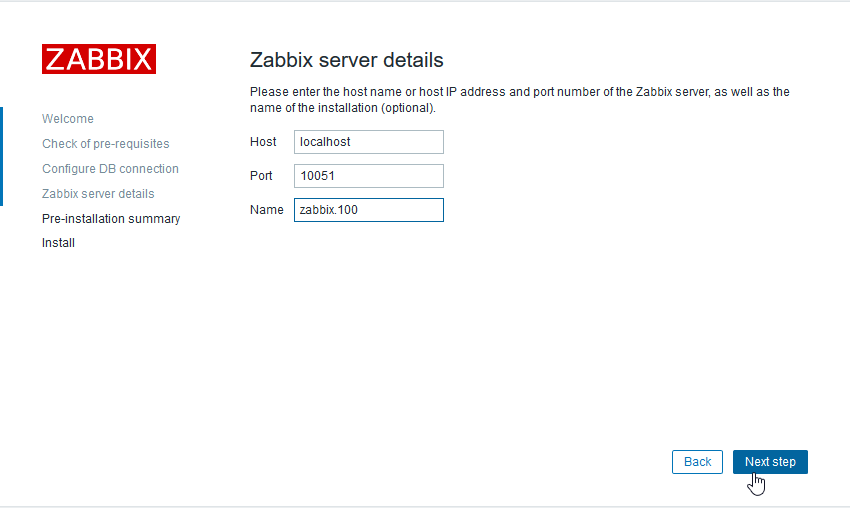 ZABBIX
Welcome
Check of pre-requisites
Configure DB connection
Zabbix server details
Pre-installation summary
Install
Zabbix server details
Please enter the host name or host IP address and port number of the Zabbix server, as well as the
name of the installation (optional).
Host localhost
Port 10051
Name zabbix.100
Back Next step